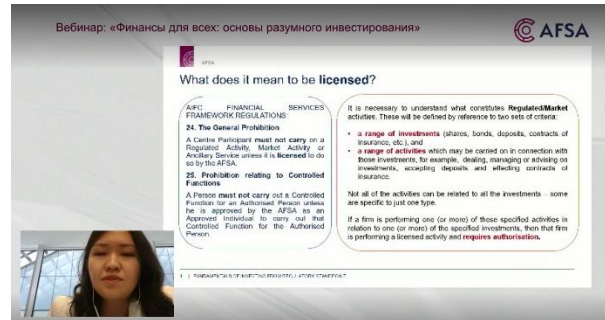 Вебинар: «Финансы для всех: основы разумного инвестирования»
AFSA
AFSA
What does it mean to be licensed?
AIFC FINANCIAL SERVICES
FRAMEWORK REGULATIONS:
24. The General Prohibition
A Centre Participant must not carry on a
Regulated Activity, Market Activity or
Ancillary Service unless it is licensed to do
so by the AFSA.
25. Prohibition relating to Controlled
Functions
A Person must not carry out a Controlled
Function for an Authorised Person unless
he is approved by the AFSA as an
Approved Individual to carry out that
Controlled Function for the Authorised
Person.
It is necessary to understand what constitutes Regulated/Market
activities. These will be defined by reference to two sets of criteria:
• a range of investments (shares, bonds, deposits, contracts of
insurance, etc.), and
• a range of activities which may be carried on in connection with
those investments, for example, dealing, managing or advising on
investments, accepting deposits and effecting contracts of
insurance.
Not all of the activities can be related to all the investments – some
are specific to just one type.
If a firm is performing one (or more) of these specified activities in
relation to one (or more) of the specified investments, then that firm
is performing a licensed activity and requires authorisation.
FUNDAMENTALS OF INVESTING FROM REGULATORY STANDPOINT